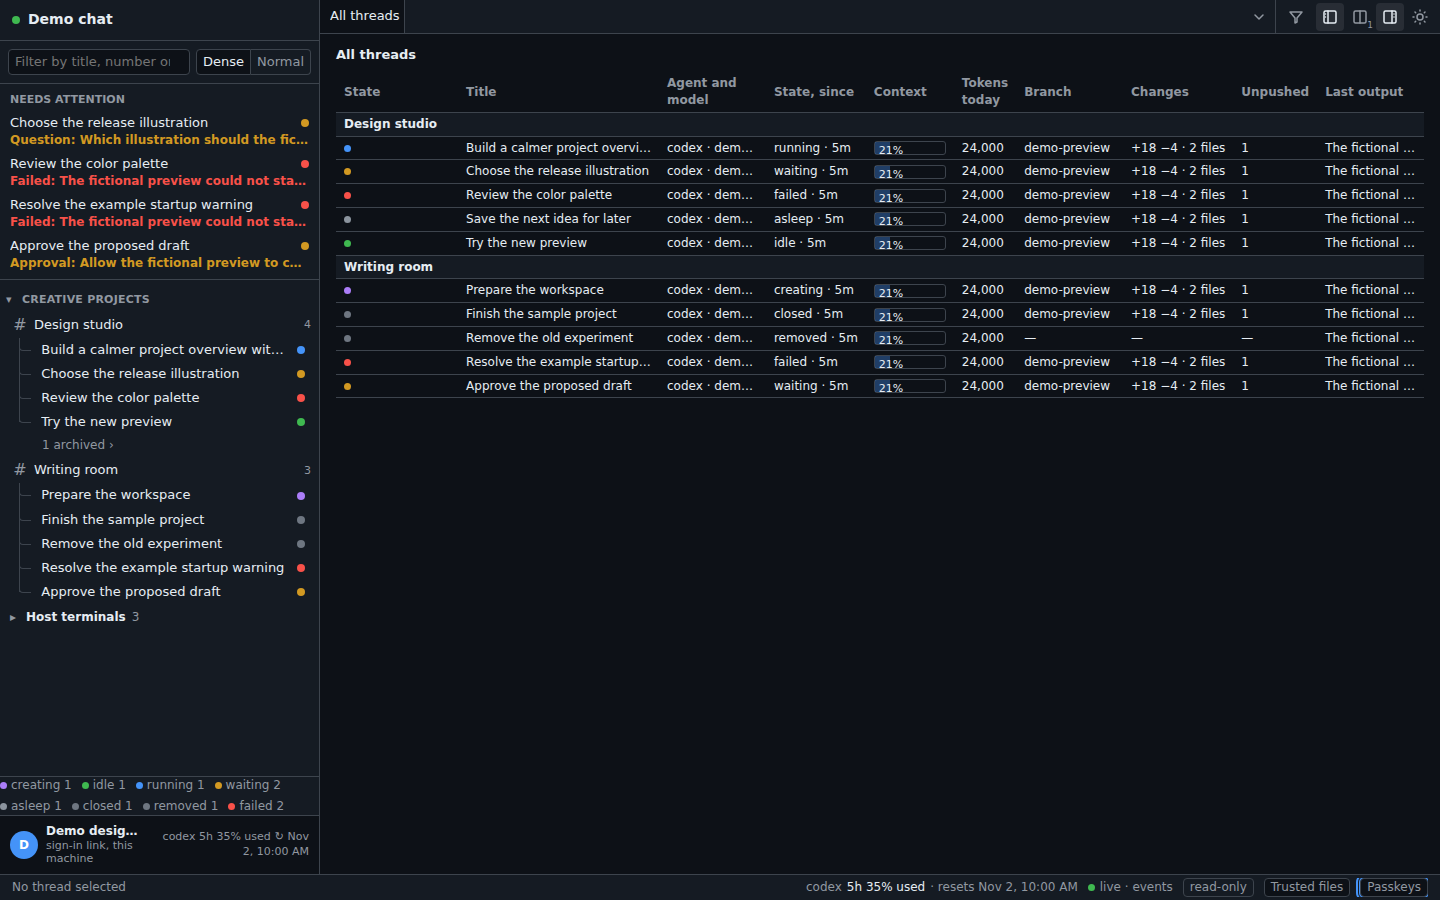 Demo chat
Filter by title, number or
Dense Normal
NEEDS ATTENTION
Choose the release illustration
Question: Which illustration should the fic...
Review the color palette
Failed: The fictional preview could not sta...
Resolve the example startup warning
Failed: The fictional preview could not sta...
Approve the proposed draft
Approval: Allow the fictional preview to c...
▾ CREATIVE PROJECTS
# Design studio 4
Build a calmer project overview wit...
Choose the release illustration
Review the color palette
Try the new preview
1 archived ›
# Writing room 3
Prepare the workspace
Finish the sample project
Remove the old experiment
Resolve the example startup warning
Approve the proposed draft
▸ Host terminals 3
creating 1 idle 1 running 1 waiting 2
asleep 1 closed 1 removed 1 failed 2
D
Demo desig...
sign-in link, this
machine
codex 5h 35% used ↻ Nov
2, 10:00 AM
All threads
1
All threads
State Title Agent and model State, since Context Tokens today Branch Changes Unpushed Last output
Design studio
Build a calmer project overvi... codex · dem... running · 5m 21% 24,000 demo-preview +18 −4 · 2 files 1 The fictional ...
Choose the release illustration codex · dem... waiting · 5m 21% 24,000 demo-preview +18 −4 · 2 files 1 The fictional ...
Review the color palette codex · dem... failed · 5m 21% 24,000 demo-preview +18 −4 · 2 files 1 The fictional ...
Save the next idea for later codex · dem... asleep · 5m 21% 24,000 demo-preview +18 −4 · 2 files 1 The fictional ...
Try the new preview codex · dem... idle · 5m 21% 24,000 demo-preview +18 −4 · 2 files 1 The fictional ...
Writing room
Prepare the workspace codex · dem... creating · 5m 21% 24,000 demo-preview +18 −4 · 2 files 1 The fictional ...
Finish the sample project codex · dem... closed · 5m 21% 24,000 demo-preview +18 −4 · 2 files 1 The fictional ...
Remove the old experiment codex · dem... removed · 5m 21% 24,000 — — — The fictional ...
Resolve the example startup... codex · dem... failed · 5m 21% 24,000 demo-preview +18 −4 · 2 files 1 The fictional ...
Approve the proposed draft codex · dem... waiting · 5m 21% 24,000 demo-preview +18 −4 · 2 files 1 The fictional ...
No thread selected
codex 5h 35% used · resets Nov 2, 10:00 AM live · events read-only Trusted files Passkeys